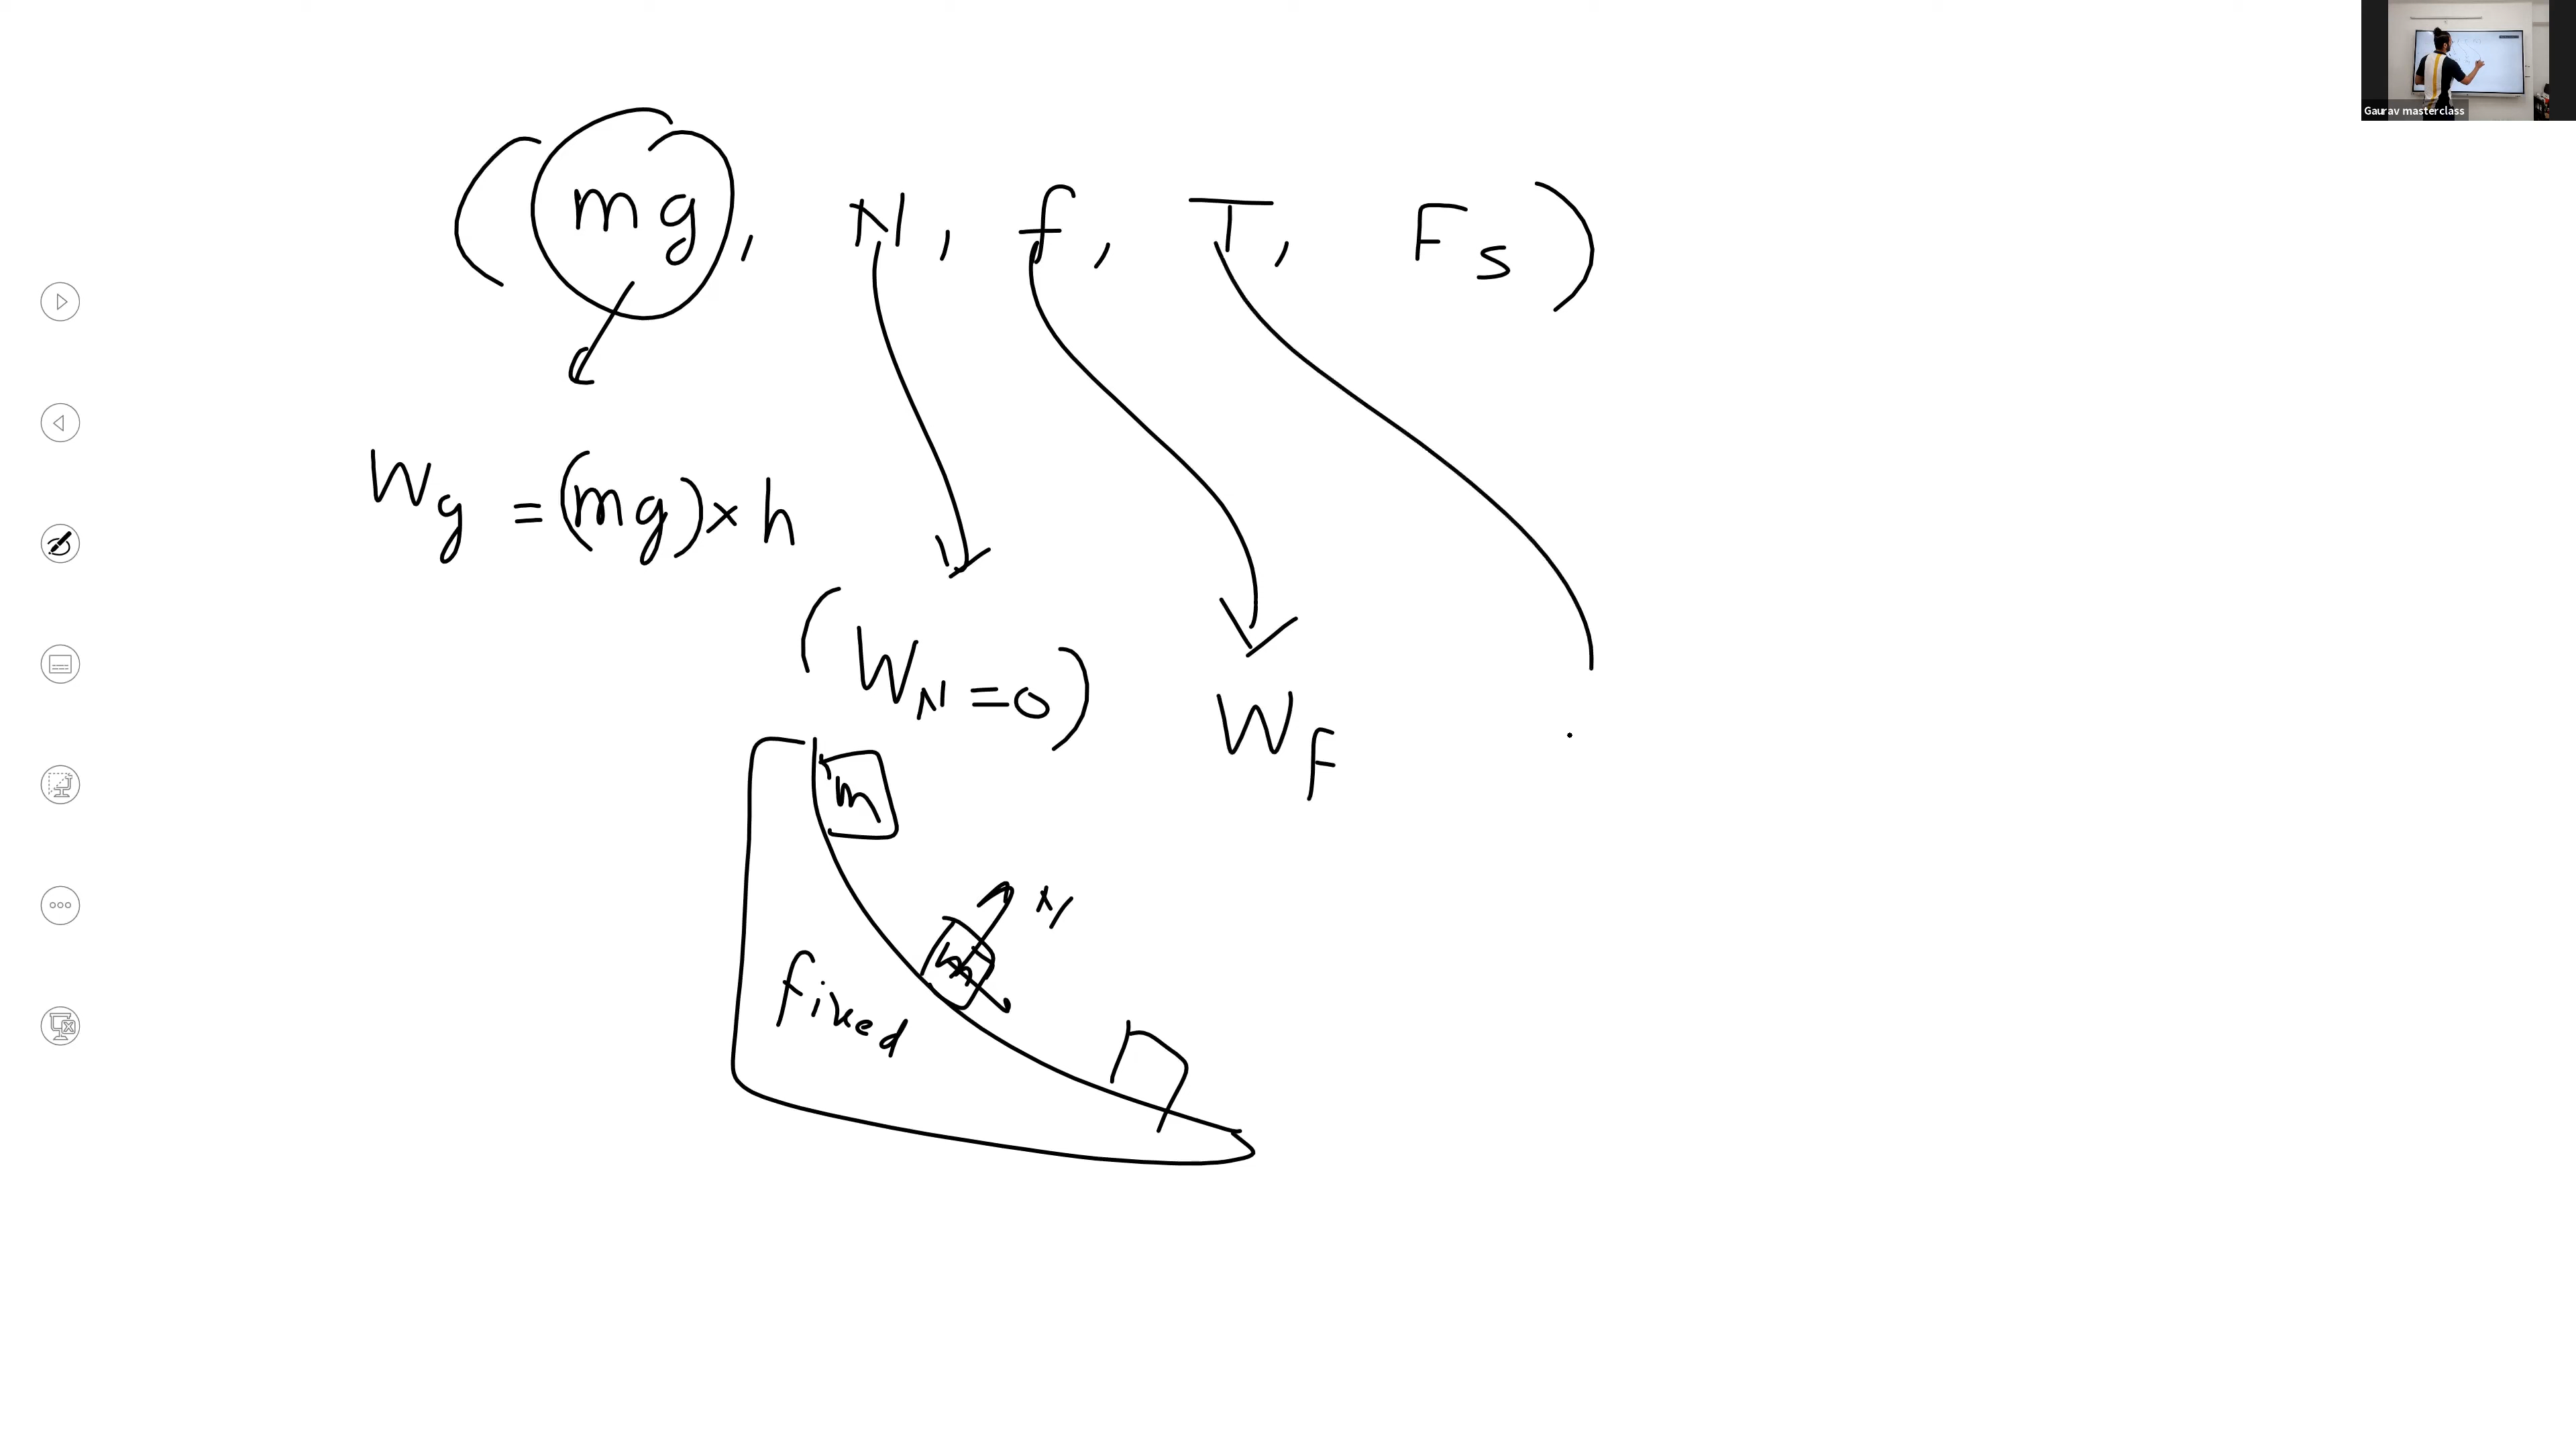 Gaurav masterclass
(mg, N, f, T, Fs)
Wg = (mg) × h
(WN = 0)
WF
m
N
m
fixed